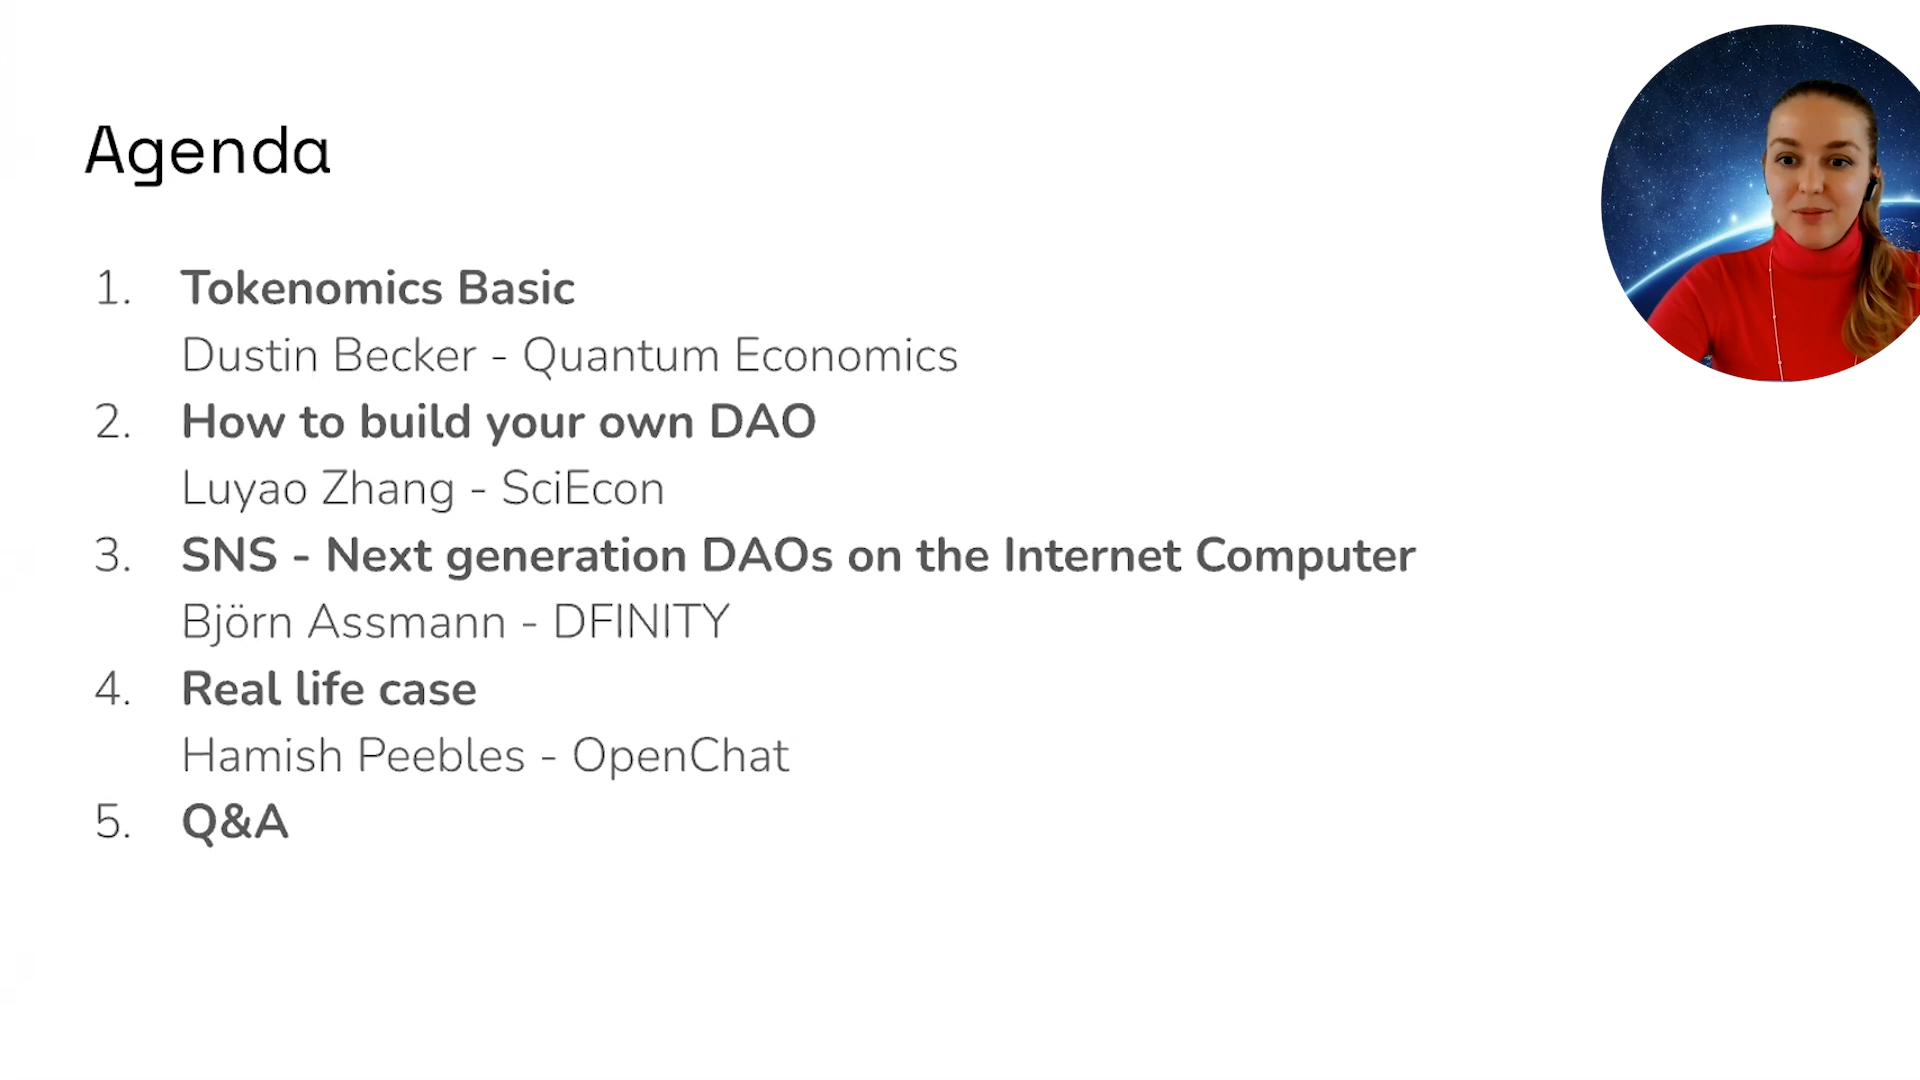 Agenda
1. Tokenomics Basic
Dustin Becker - Quantum Economics
2. How to build your own DAO
Luyao Zhang - SciEcon
3. SNS - Next generation DAOs on the Internet Computer
Björn Assmann - DFINITY
4. Real life case
Hamish Peebles - OpenChat
5. Q&A